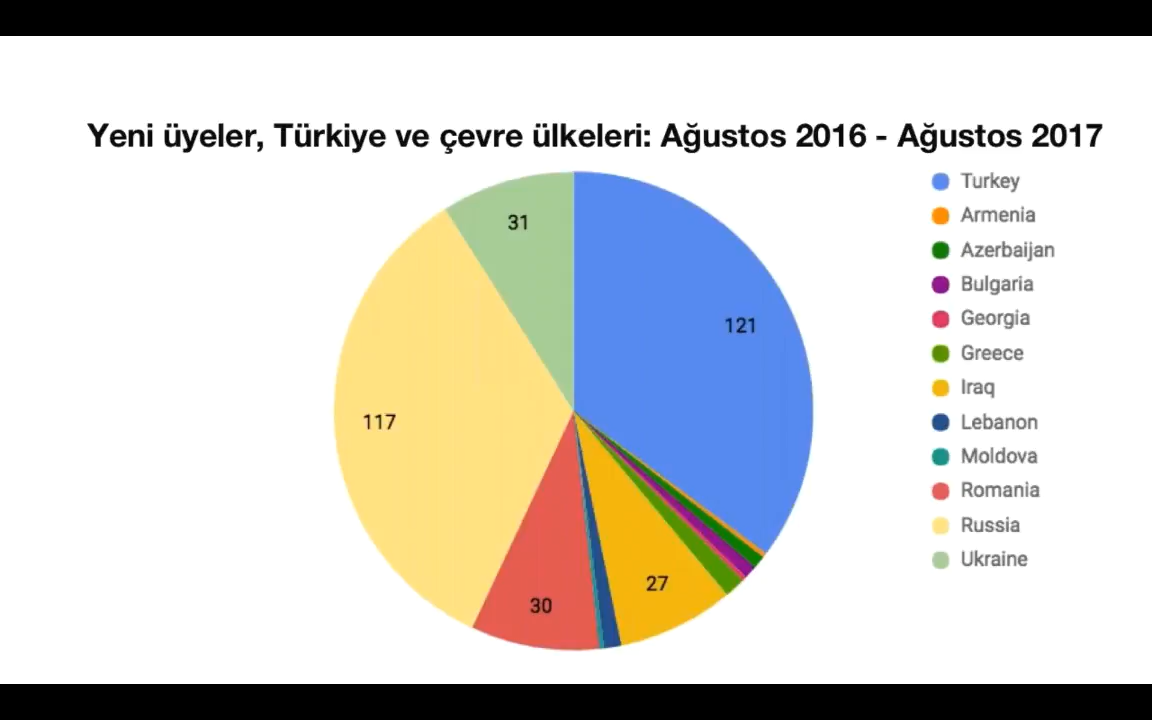 Yeni üyeler, Türkiye ve çevre ülkeleri: Ağustos 2016 - Ağustos 2017
Turkey
Armenia
Azerbaijan
Bulgaria
Georgia
Greece
Iraq
Lebanon
Moldova
Romania
Russia
Ukraine
31
121
117
27
30